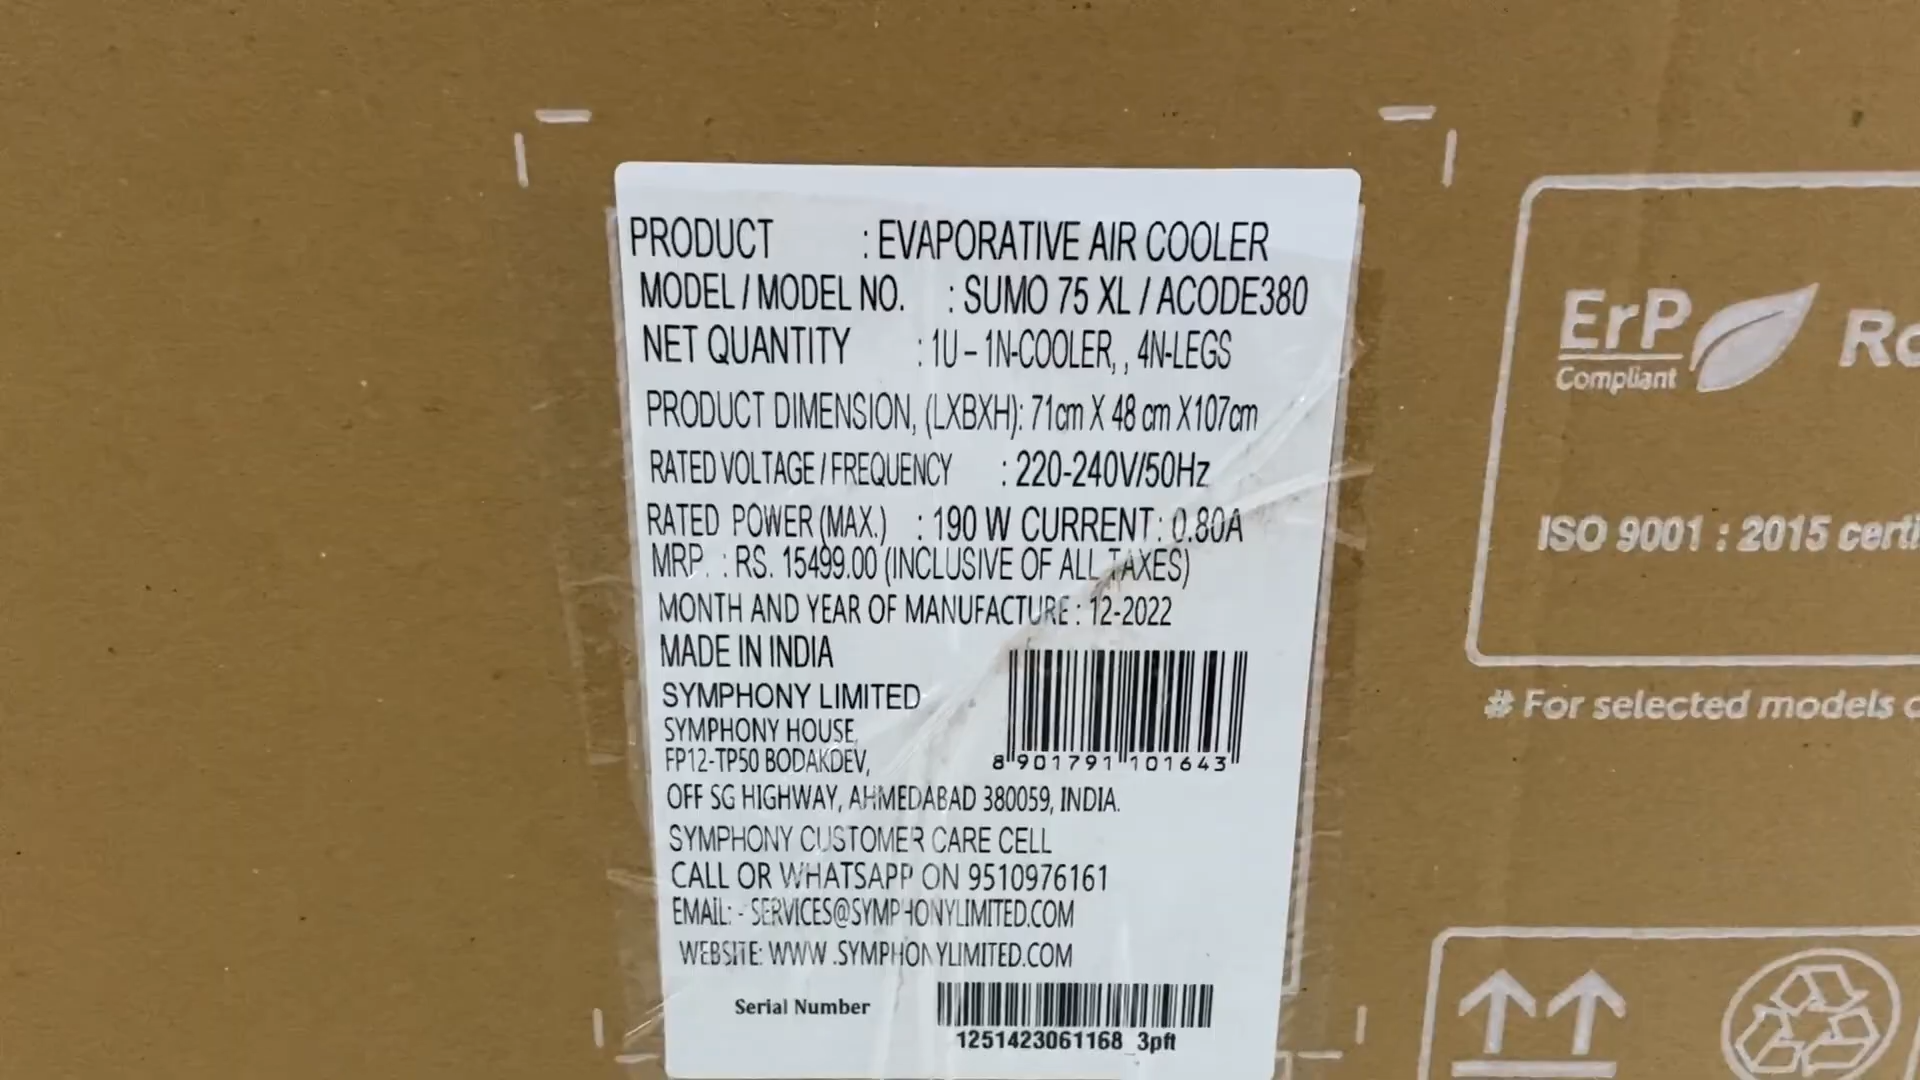 PRODUCT : EVAPORATIVE AIR COOLER
MODEL / MODEL NO. : SUMO 75 XL / ACODE380
NET QUANTITY : 1U – 1N-COOLER, , 4N-LEGS
PRODUCT DIMENSION, (LXBXH): 71cm X 48 cm X107cm
RATED VOLTAGE / FREQUENCY : 220-240V/50Hz
RATED POWER (MAX.) : 190 W CURRENT : 0.80A
MRP. : RS. 15499.00 (INCLUSIVE OF ALL TAXES)
MONTH AND YEAR OF MANUFACTURE : 12-2022
MADE IN INDIA
SYMPHONY LIMITED
SYMPHONY HOUSE,
FP12-TP50 BODAKDEV,
8 901791 101643
OFF SG HIGHWAY, AHMEDABAD 380059, INDIA.
SYMPHONY CUSTOMER CARE CELL
CALL OR WHATSAPP ON 9510976161
EMAIL: - SERVICES@SYMPHONYLIMITED.COM
WEBSITE: WWW .SYMPHONYLIMITED.COM
Serial Number
1251423061168_3pft
ErP
Compliant
ISO 9001 : 2015
# For selected models